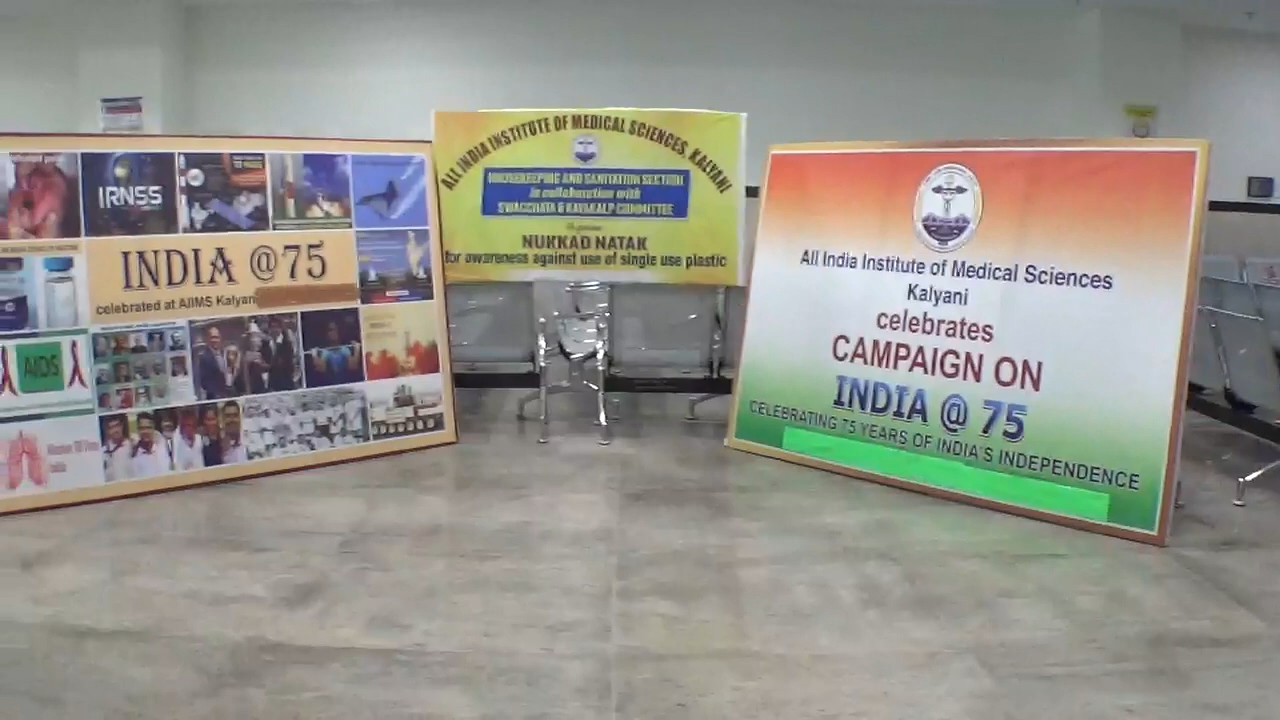 IRNSS
INDIA @75
celebrated at AIIMS Kalyani
AIDS
India
ALL INDIA INSTITUTE OF MEDICAL SCIENCES, KALYANI
HOUSEKEEPING AND SANITATION SECTION
in collaboration with
SWACCHATA & KAYAKALP COMMITTEE
NUKKAD NATAK
for awareness against use of single use plastic
All India Institute of Medical Sciences
Kalyani
celebrates
CAMPAIGN ON
INDIA @ 75
CELEBRATING 75 YEARS OF INDIA'S INDEPENDENCE